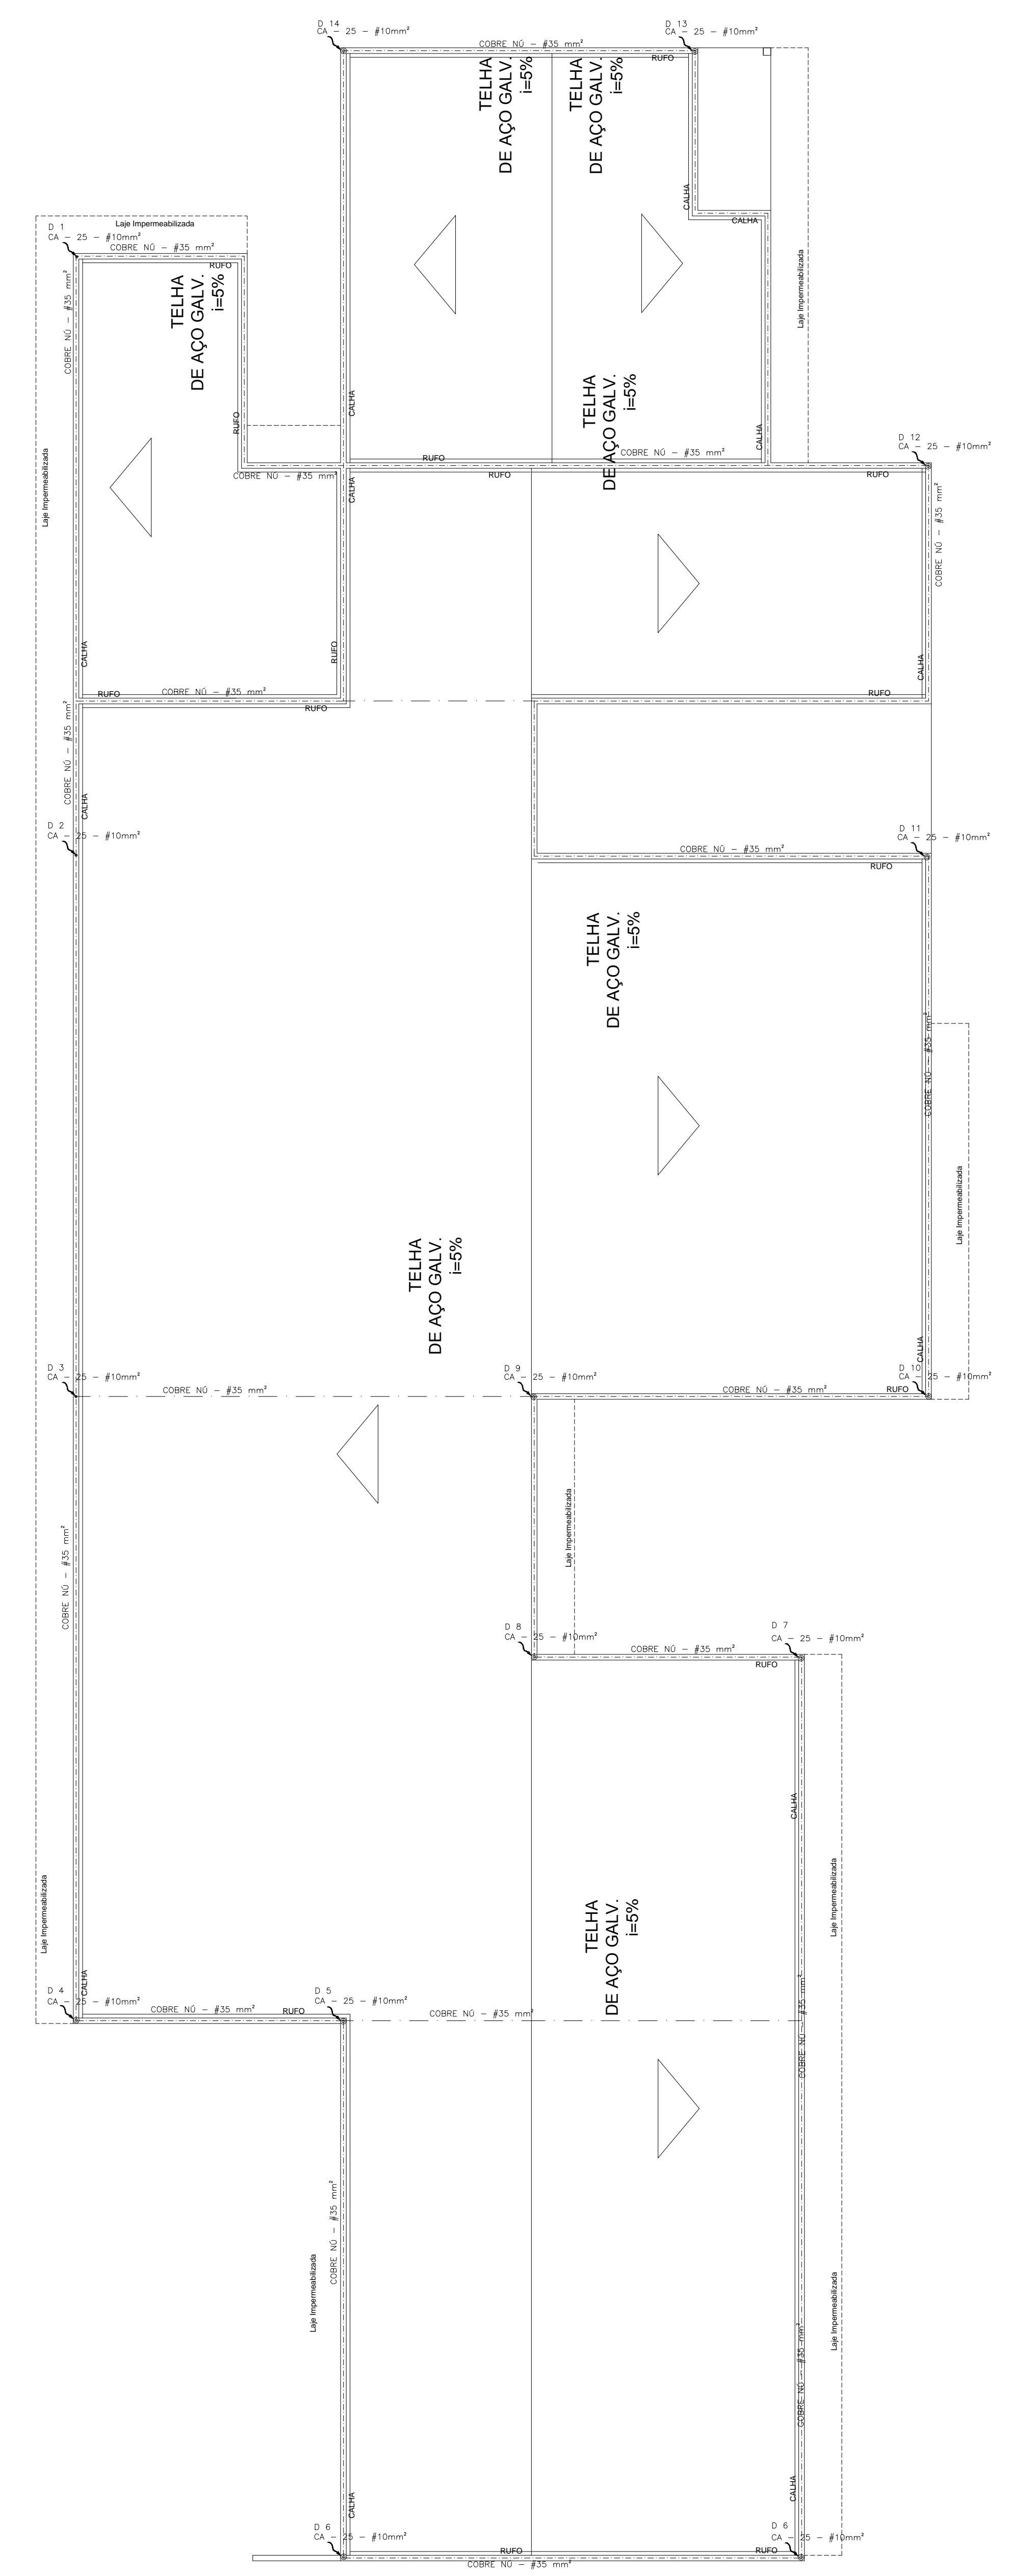 D 14
CA - 25 - #10mm²
D 13
CA - 25 - #10mm²
COBRE NÚ - #35 mm²
RUFO
TELHA
DE AÇO GALV.
i=5%
TELHA
DE AÇO GALV.
i=5%
CALHA
CALHA
Laje Impermeabilizada
D 1
CA - 25 - #10mm²
COBRE NÚ - #35 mm²
RUFO
COBRE NÚ - #35 mm²
TELHA
DE AÇO GALV.
i=5%
Laje Impermeabilizada
TELHA
DE AÇO GALV.
i=5%
CALHA
RUFO
CALHA
D 12
CA - 25 - #10mm²
RUFO
COBRE NÚ - #35 mm²
COBRE NÚ - #35 mm²
CALHA
RUFO
RUFO
Laje Impermeabilizada
COBRE NÚ - #35 mm²
CALHA
RUFO
CALHA
RUFO
COBRE NÚ - #35 mm²
RUFO
RUFO
COBRE NÚ - #35 mm²
CALHA
D 2
CA - 25 - #10mm²
D 11
CA - 25 - #10mm²
COBRE NÚ - #35 mm²
RUFO
TELHA
DE AÇO GALV.
i=5%
COBRE NÚ - #35 mm²
Laje Impermeabilizada
TELHA
DE AÇO GALV.
i=5%
CALHA
D 3
CA - 25 - #10mm²
COBRE NÚ - #35 mm²
D 9
CA - 25 - #10mm²
COBRE NÚ - #35 mm²
D 10
CA - 25 - #10mm²
RUFO
COBRE NÚ - #35 mm²
Laje Impermeabilizada
D 8
CA - 25 - #10mm²
COBRE NÚ - #35 mm²
D 7
CA - 25 - #10mm²
RUFO
CALHA
Laje Impermeabilizada
Laje Impermeabilizada
TELHA
DE AÇO GALV.
i=5%
CALHA
D 4
CA - 25 - #10mm²
COBRE NÚ - #35 mm²
RUFO
D 5
CA - 25 - #10mm²
COBRE NÚ - #35 mm²
COBRE NÚ - #35 mm²
COBRE NÚ - #35 mm²
Laje Impermeabilizada
Laje Impermeabilizada
COBRE NÚ - #35 mm²
CALHA
CALHA
D 6
CA - 25 - #10mm²
D 6
CA - 25 - #10mm²
RUFO
RUFO
COBRE NÚ - #35 mm²